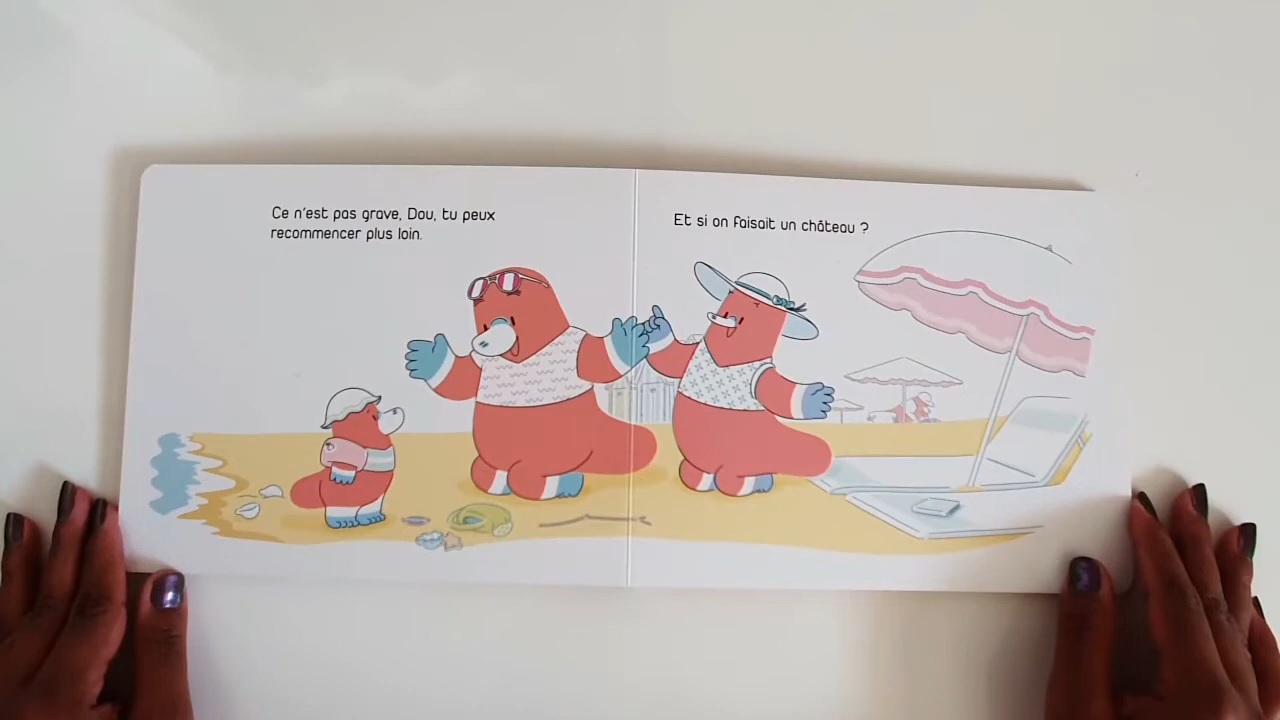 Ce n'est pas grave, Dou, tu peux
recommencer plus loin.
Et si on faisait un château ?